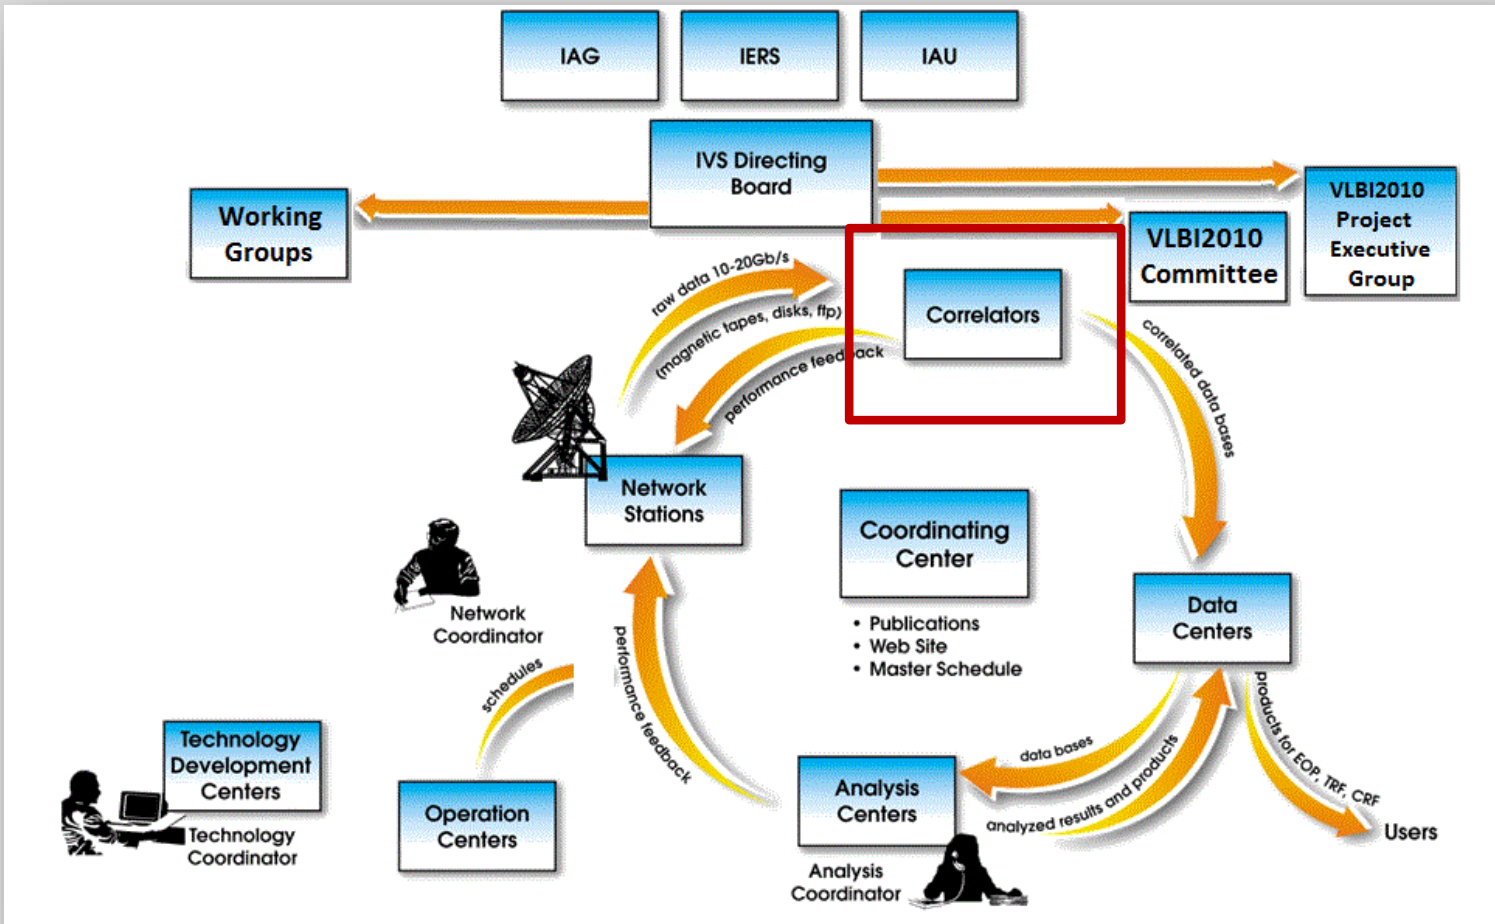 IAG
IERS
IAU
IVS Directing
Board
Working
Groups
VLBI2010
Committee
VLBI2010
Project
Executive
Group
raw data 10-20Gb/s
(magnetic tapes, disks, ftp)
performance feedback
Correlators
correlated data bases
Network
Stations
Network
Coordinator
Coordinating
Center
• Publications
• Web Site
• Master Schedule
Data
Centers
schedules
performance feedback
data bases
analyzed results and products
products for EOP, TRF, CRF
Users
Technology
Development
Centers
Technology
Coordinator
Operation
Centers
Analysis
Centers
Analysis
Coordinator